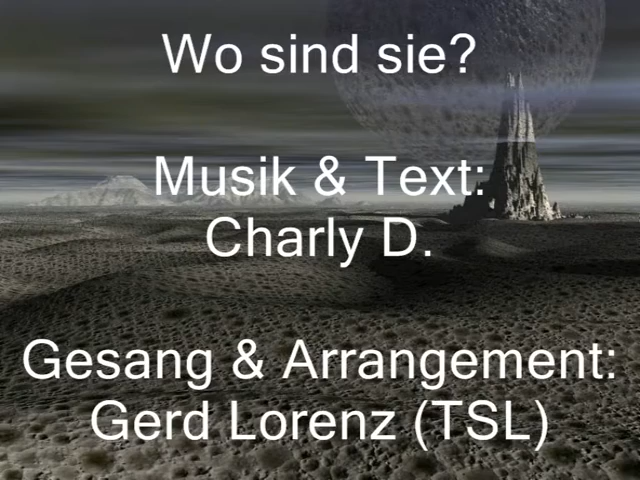 Wo sind sie?
Musik & Text:
Charly D.
Gesang & Arrangement:
Gerd Lorenz (TSL)